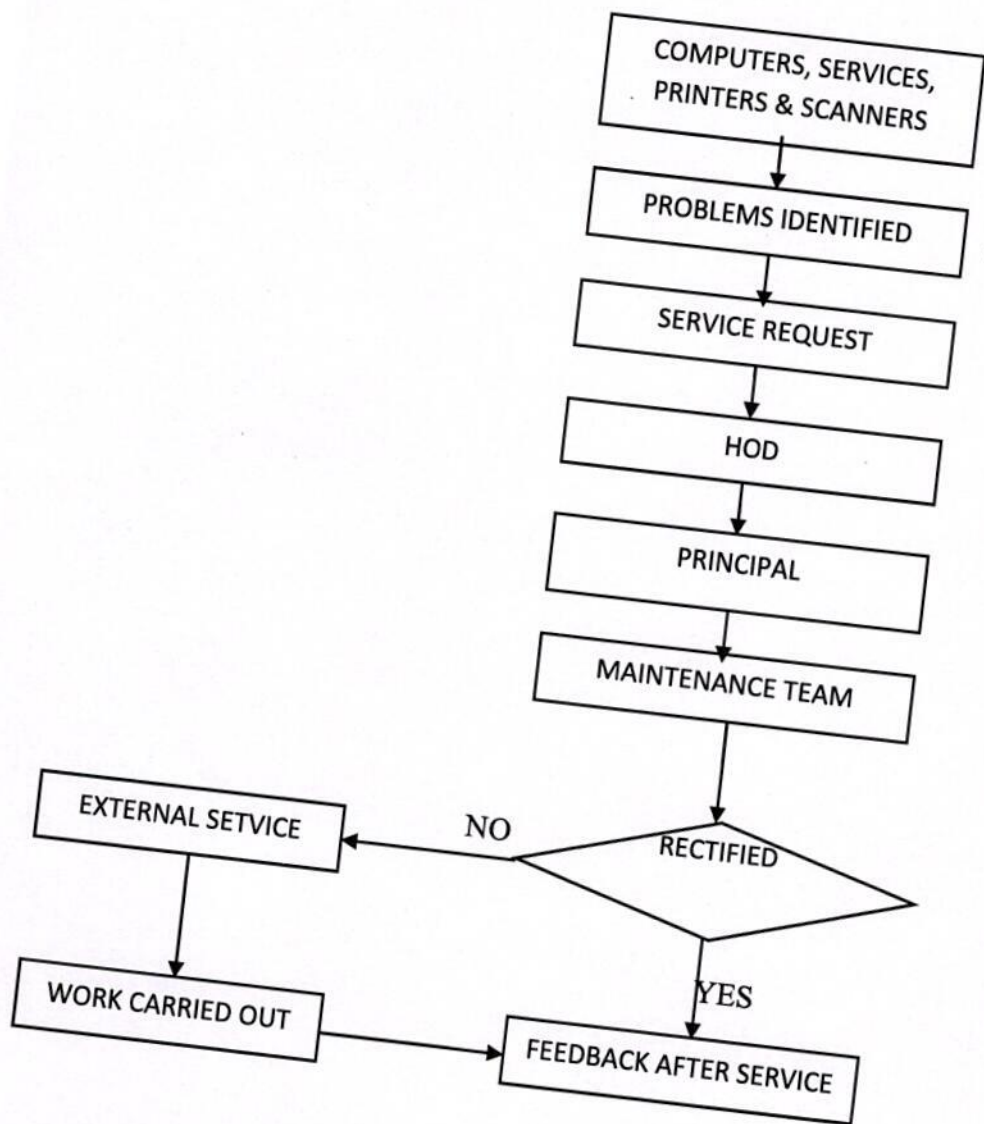 COMPUTERS, SERVICES,
PRINTERS & SCANNERS
PROBLEMS IDENTIFIED
SERVICE REQUEST
HOD
PRINCIPAL
MAINTENANCE TEAM
RECTIFIED
NO
EXTERNAL SETVICE
YES
WORK CARRIED OUT
FEEDBACK AFTER SERVICE